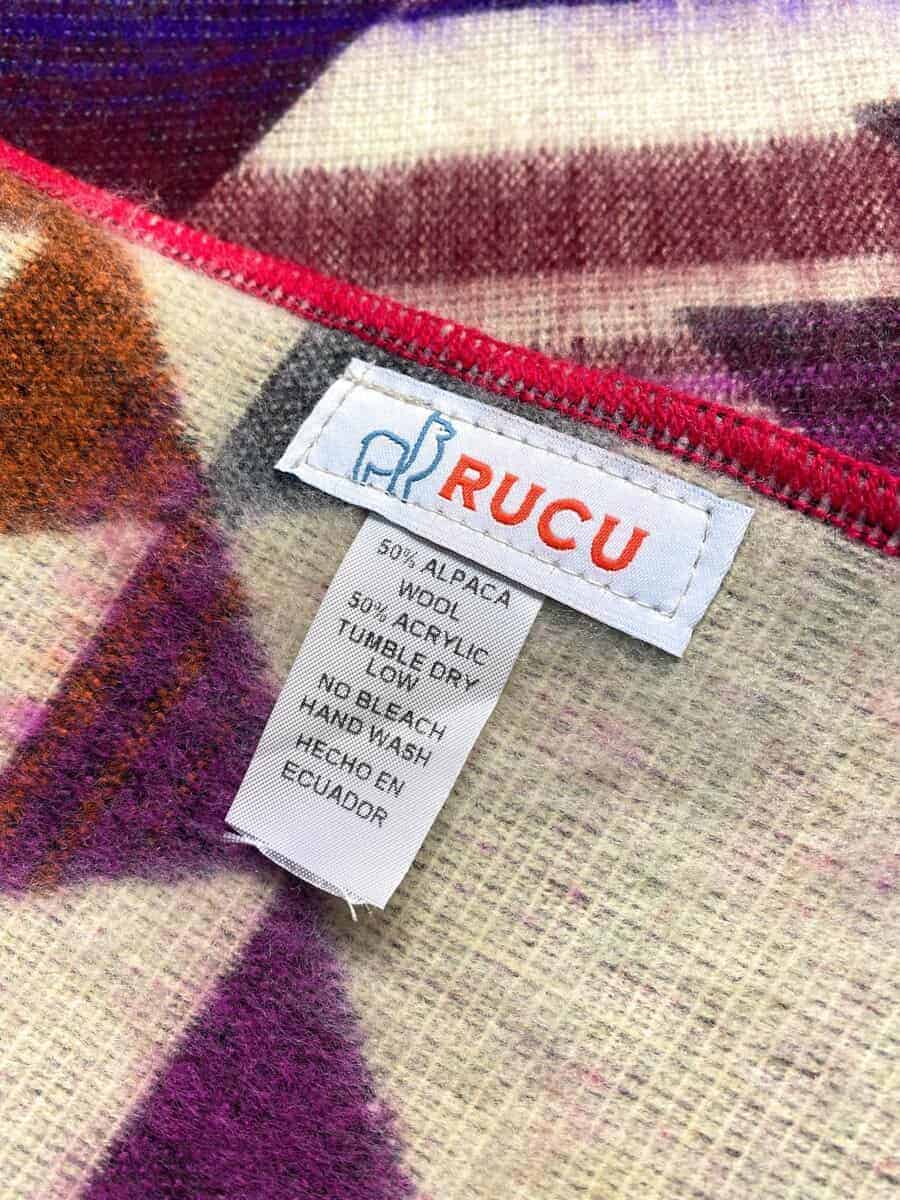 RUCU
50% ALPACA
WOOL
50% ACRYLIC
TUMBLE DRY
LOW
NO BLEACH
HAND WASH
HECHO EN
ECUADOR